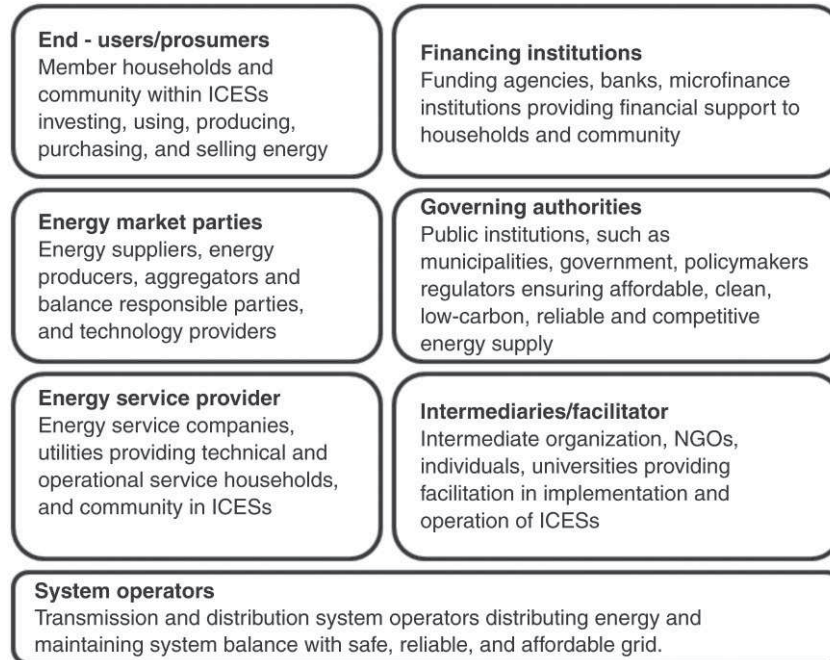 End - users/prosumers
Member households and
community within ICESs
investing, using, producing,
purchasing, and selling energy
Financing institutions
Funding agencies, banks, microfinance
institutions providing financial support to
households and community
Energy market parties
Energy suppliers, energy
producers, aggregators and
balance responsible parties,
and technology providers
Governing authorities
Public institutions, such as
municipalities, government, policymakers
regulators ensuring affordable, clean,
low-carbon, reliable and competitive
energy supply
Energy service provider
Energy service companies,
utilities providing technical and
operational service households,
and community in ICESs
Intermediaries/facilitator
Intermediate organization, NGOs,
individuals, universities providing
facilitation in implementation and
operation of ICESs
System operators
Transmission and distribution system operators distributing energy and
maintaining system balance with safe, reliable, and affordable grid.